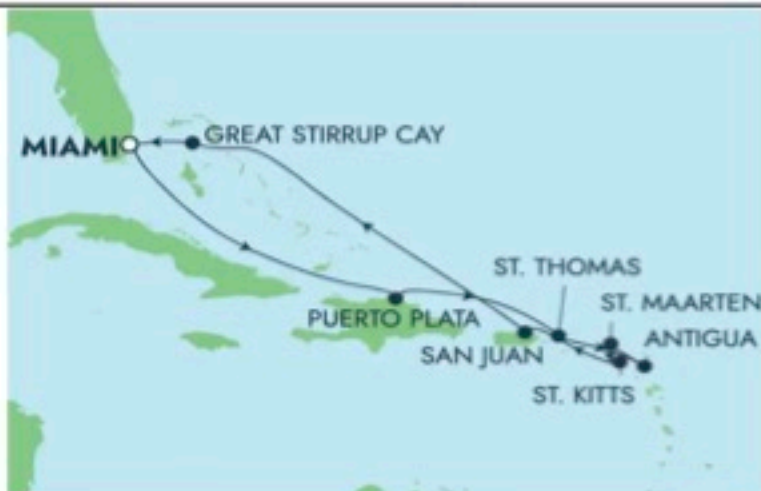 MIAMI
GREAT STIRRUP CAY
ST. THOMAS
ST. MAARTEN
PUERTO PLATA
ANTIGUA
SAN JUAN
ST. KITTS